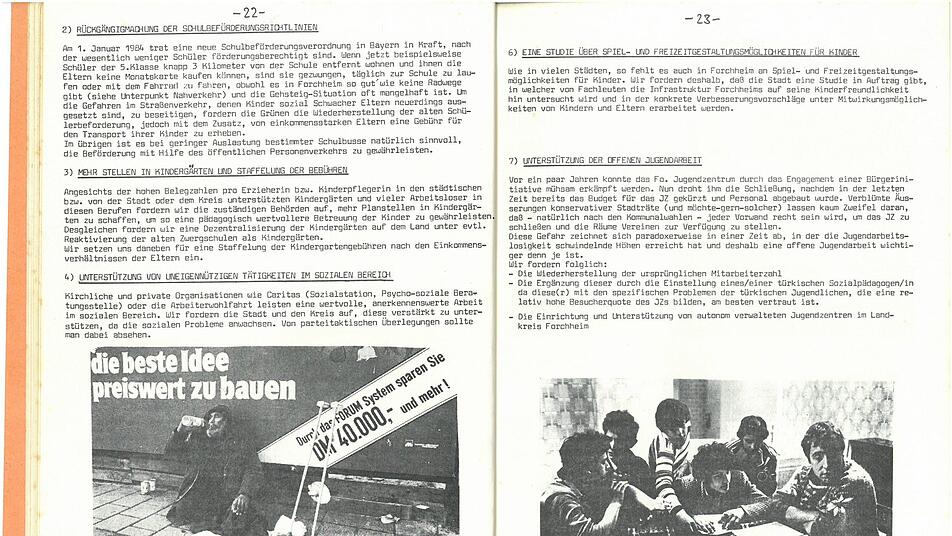 -22-
2) RÜCKGÄNGIGMACHUNG DER SCHULBEFÖRDERUNGSRICHTLINIEN
Am 1. Januar 1984 trat eine neue Schulbeförderungsverordnung in Bayern in Kraft, nach
der wesentlich weniger Schüler förderungsberechtigt sind. Wenn jetzt beispielsweise
Schüler der 5.Klasse knapp 3 Kilometer von der Schule entfernt wohnen und ihnen die
Eltern keine Monatskarte kaufen können, sind sie gezwungen, täglich zur Schule zu lau-
fen oder mit dem Fahrrad zu fahren, obwohl es in Forchheim so gut wie keine Radwege
gibt (siehe Unterpunkt Nahverkehr) und die Gehsteig-Situation oft mangelhaft ist. Um
die Gefahren im Straßenverkehr, denen Kinder sozial Schwacher Eltern neuerdings aus-
gesetzt sind, zu beseitigen, fordern die Grünen die Wiederherstellung der alten Schü-
lerbeförderung, jedoch mit dem Zusatz, von einkommensstarken Eltern eine Gebühr für
den Transport ihrer Kinder zu erheben.
Im übrigen ist es bei geringer Auslastung bestimmter Schulbusse natürlich sinnvoll,
die Beförderung mit Hilfe des öffentlichen Personenverkehrs zu gewährleisten.
3) MEHR STELLEN IN KINDERGÄRTEN UND STAFFELUNG DER GEBÜHREN
Angesichts der hohen Belegzahlen pro Erzieherin bzw. Kinderpflegerin in den städtischen
bzw. von der Stadt oder dem Kreis unterstützten Kindergärten und vieler Arbeitsloser in
diesen Berufen fordern wir die zuständigen Behörden auf, mehr Planstellen in Kindergär-
ten zu schaffen, um so eine pädagogisch wertvollere Betreuung der Kinder zu gewährleisten.
Desgleichen fordern wir eine Dezentralisierung der Kindergärten auf dem Land unter evtl.
Reaktivierung der alten Zwergschulen als Kindergärten.
Wir setzen uns daneben für eine Staffelung der Kindergartengebühren nach den Einkommens-
verhältnissen der Eltern ein.
4) UNTERSTÜTZUNG VON UNEIGENNÜTZIGEN TÄTIGKEITEN IM SOZIALEN BEREICH
Kirchliche und private Organisationen wie Caritas (Sozialstation, Psycho-soziale Bera-
tungsstelle) oder die Arbeiterwohlfahrt leisten eine wertvolle, anerkennenswerte Arbeit
im sozialen Bereich. Wir fordern die Stadt und den Kreis auf, diese verstärkt zu unter-
stützen, da die sozialen Probleme anwachsen. Von parteitaktischen Überlegungen sollte
man dabei absehen.
die beste Idee
preiswert zu bauen
Durch das FORUM System sparen Sie
DM 40.000,- und mehr!
-23-
6) EINE STUDIE ÜBER SPIEL- UND FREIZEITGESTALTUNGSMÖGLICHKEITEN FÜR KINDER
Wie in vielen Städten, so fehlt es auch in Forchheim an Spiel- und Freizeitgestaltungs-
möglichkeiten für Kinder. Wir fordern deshalb, daß die Stadt eine Studie in Auftrag gibt,
in welcher von Fachleuten die Infrastruktur Forchheims auf seine Kinderfreundlichkeit
hin untersucht wird und in der konkrete Verbesserungsvorschläge unter Mitwirkungsmöglich-
keiten von Kindern und Eltern erarbeitet werden.
7) UNTERSTÜTZUNG DER OFFENEN JUGENDARBEIT
Vor ein paar Jahren konnte das Fo. Jugendzentrum durch das Engagement einer Bürgerini-
tiative mühsam erkämpft werden. Nun droht ihm die Schließung, nachdem in der letzten
Zeit bereits das Budget für das JZ gekürzt und Personal abgebaut wurde. Verblümte Äus-
serungen konservativer Stadträte (und möchte-gern-solcher) lassen kaum Zweifel daran,
daß - natürlich nach den Kommunalwahlen - jeder Vorwand recht sein wird, um das JZ zu
schließen und die Räume Vereinen zur Verfügung zu stellen.
Diese Gefahr zeichnet sich paradoxerweise in einer Zeit ab, in der die Jugendarbeits-
losigkeit schwindelnde Höhen erreicht hat und deshalb eine offene Jugendarbeit wichti-
ger denn je ist.
Wir fordern folglich:
- Die Wiederherstellung der ursprünglichen Mitarbeiterzahl
- Die Ergänzung dieser durch die Einstellung eines/einer türkischen Sozialpädagogen/in
da diese(r) mit den spezifischen Problemen der türkischen Jugendlichen, die eine re-
lativ hohe Besucherquote des JZs bilden, am besten vertraut ist.
- Die Einrichtung und Unterstützung von autonom verwalteten Jugendzentren im Land-
kreis Forchheim